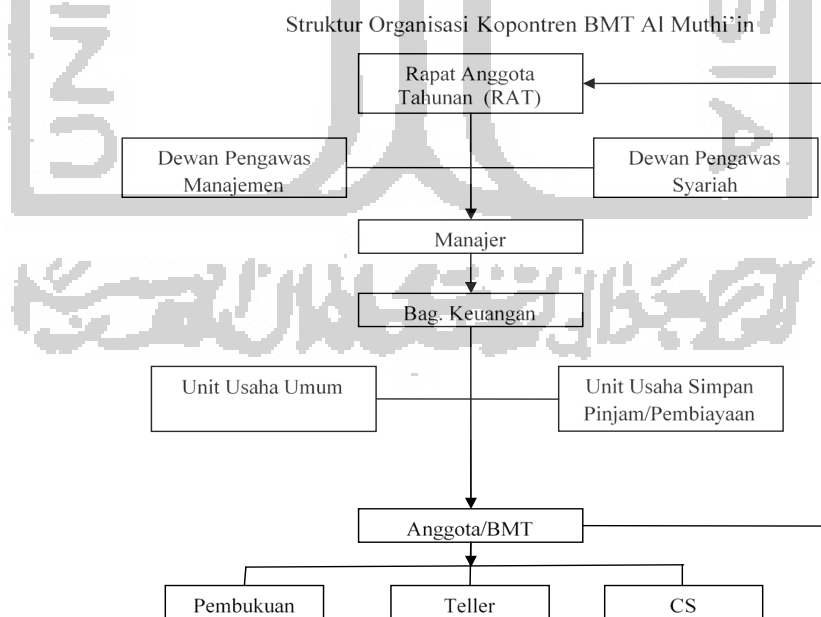 Struktur Organisasi Kopontren BMT Al Muthi'in
Rapat Anggota
Tahunan (RAT)
Dewan Pengawas
Manajemen
Dewan Pengawas
Syariah
Manajer
Bag. Keuangan
Unit Usaha Umum
Unit Usaha Simpan
Pinjam/Pembiayaan
Anggota/BMT
Pembukuan
Teller
CS